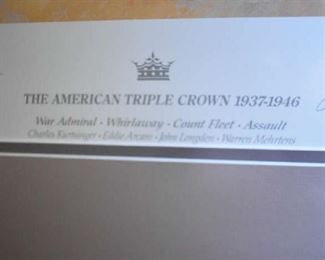 THE AMERICAN TRIPLE CROWN 1937-1946
War Admiral · Whirlaway · Count Fleet · Assault
Charles Kurtsinger · Eddie Arcaro · John Longden · Warren Mehrtens